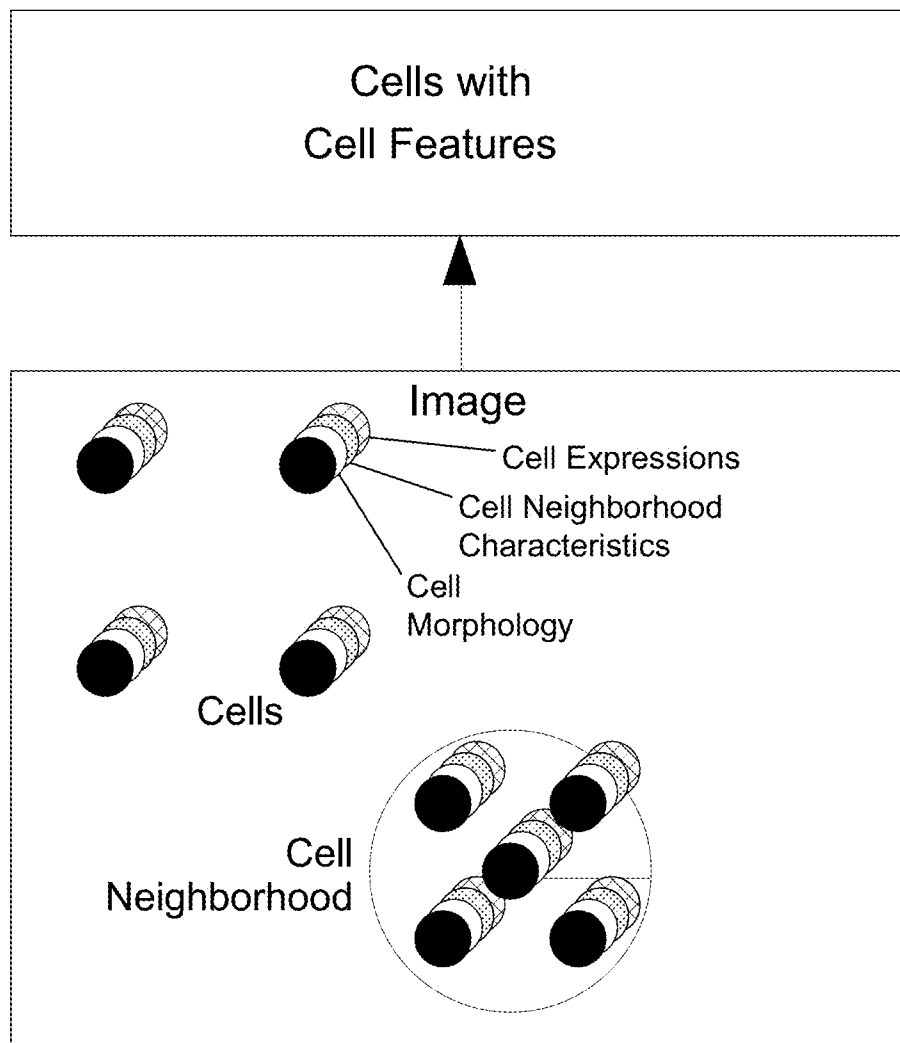 Cells with
Cell Features
Image
Cell Expressions
Cell Neighborhood
Characteristics
Cell
Morphology
Cells
Cell
Neighborhood